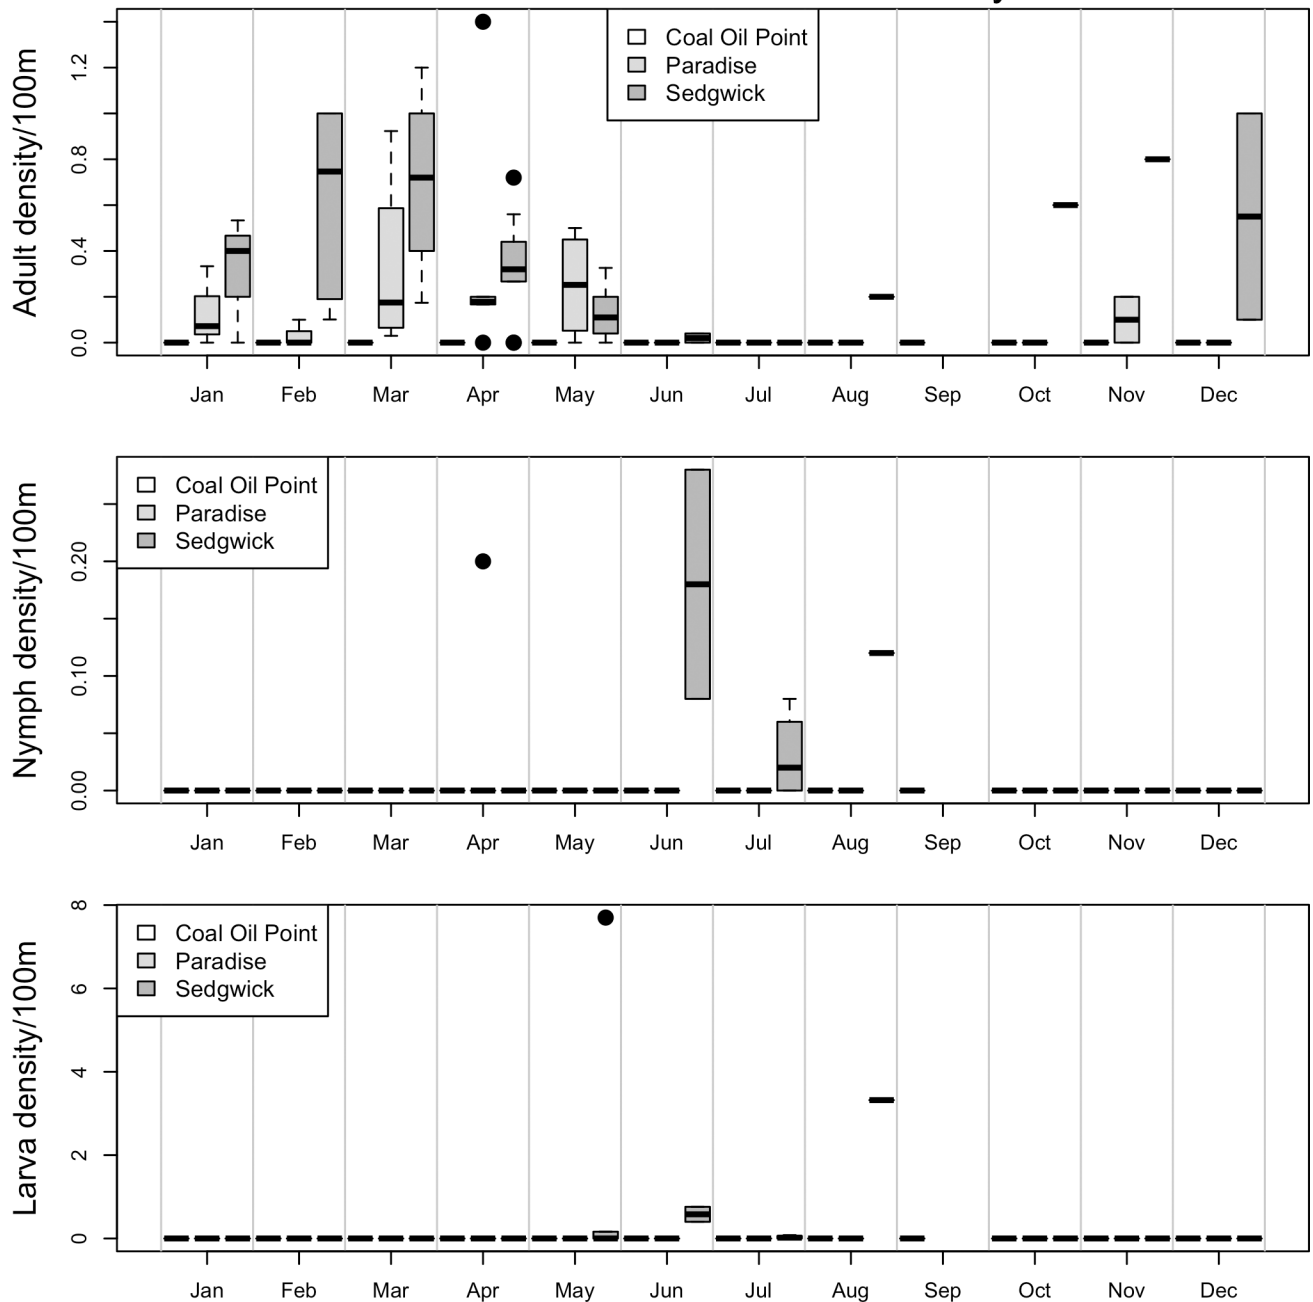 Coal Oil Point
Paradise
Sedgwick
Adult density/100m
0.0 0.4 0.8 1.2
Jan Feb Mar Apr May Jun Jul Aug Sep Oct Nov Dec
Coal Oil Point
Paradise
Sedgwick
Nymph density/100m
0.00 0.10 0.20
Jan Feb Mar Apr May Jun Jul Aug Sep Oct Nov Dec
Coal Oil Point
Paradise
Sedgwick
Larva density/100m
0 2 4 6 8
Jan Feb Mar Apr May Jun Jul Aug Sep Oct Nov Dec